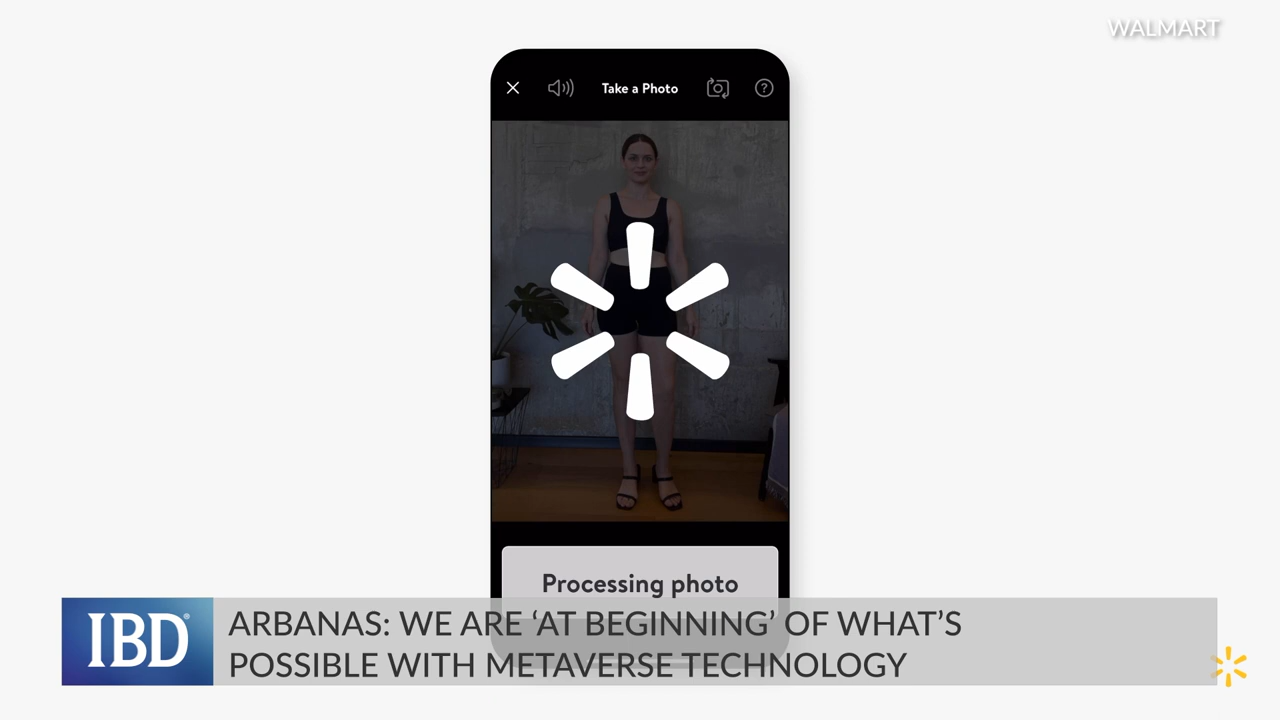 WALMART
Take a Photo
Processing photo
IBD®
ARBANAS: WE ARE ‘AT BEGINNING’ OF WHAT’S
POSSIBLE WITH METAVERSE TECHNOLOGY